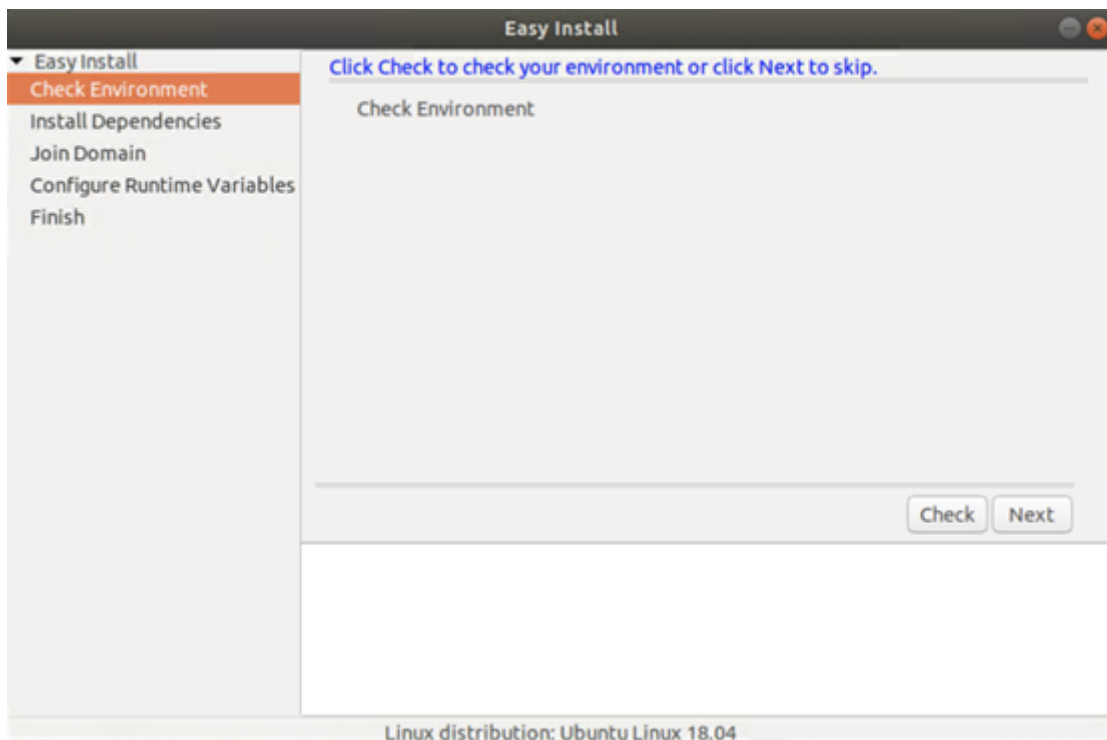 Easy Install
Easy Install
Click Check to check your environment or click Next to skip.
Check Environment
Check Environment
Install Dependencies
Join Domain
Configure Runtime Variables
Finish
Check
Next
Linux distribution: Ubuntu Linux 18.04